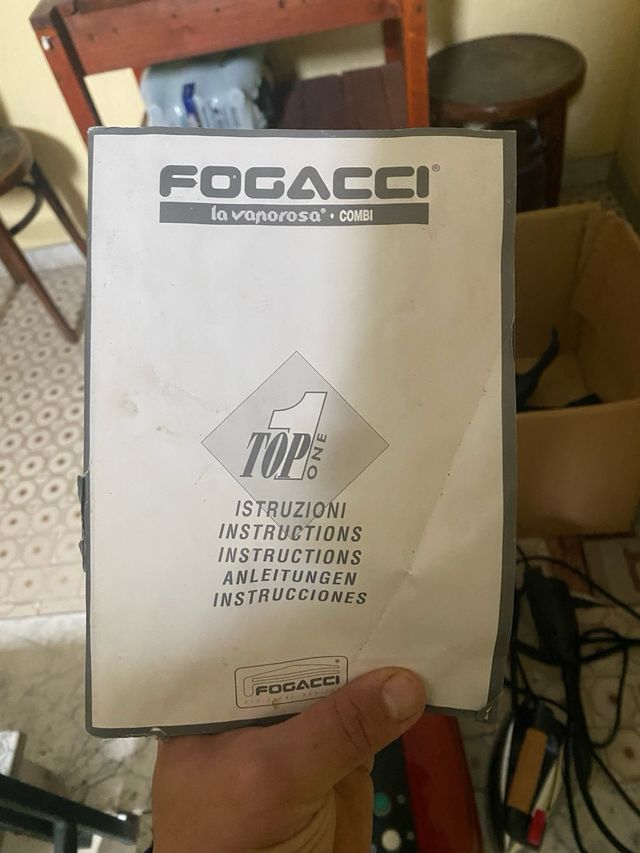 FOGACCI®
la vaporosa® • COMBI
TOP 1 ONE
ISTRUZIONI
INSTRUCTIONS
INSTRUCTIONS
ANLEITUNGEN
INSTRUCCIONES
FOGACCI®